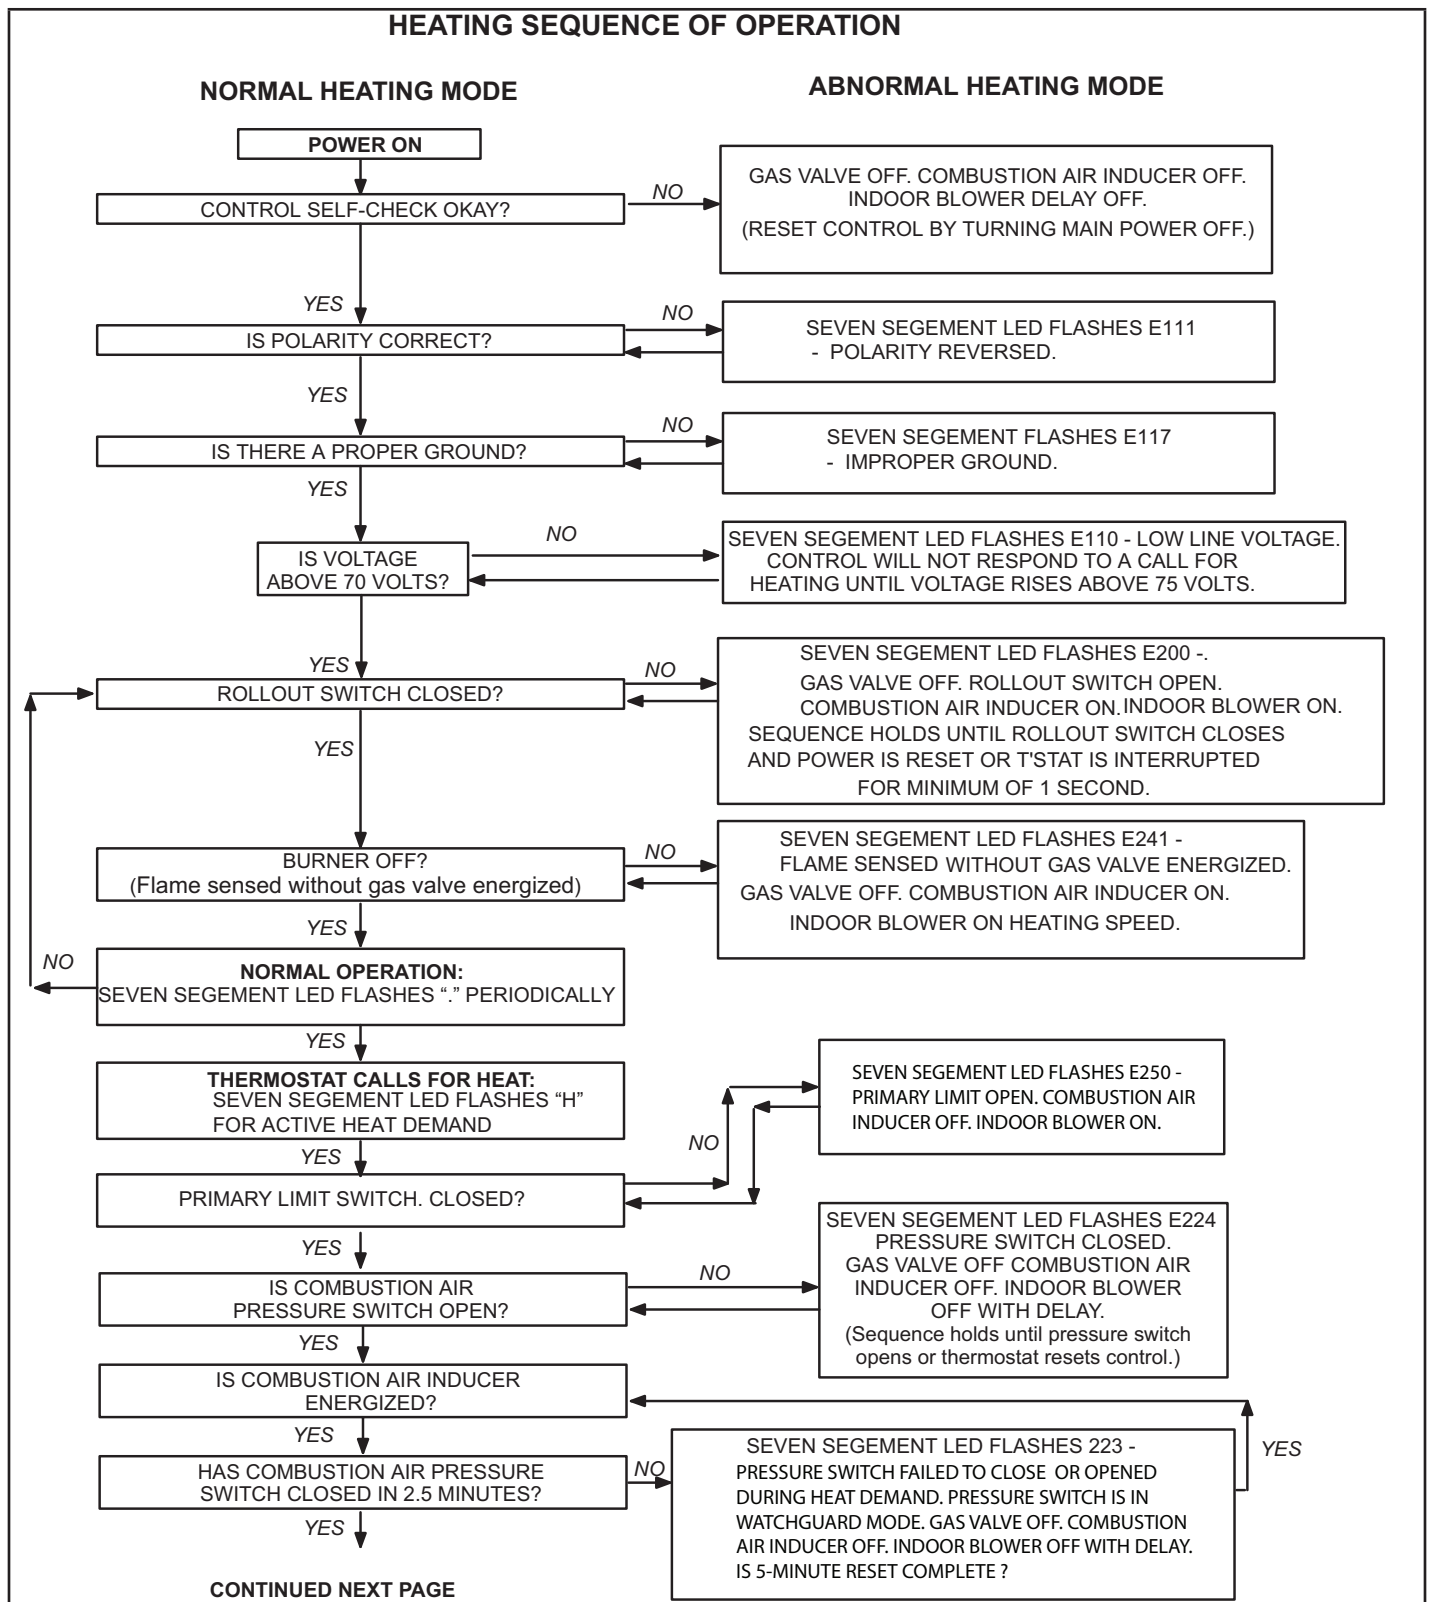 HEATING SEQUENCE OF OPERATION
NORMAL HEATING MODE
ABNORMAL HEATING MODE
POWER ON
CONTROL SELF-CHECK OKAY?
NO
GAS VALVE OFF. COMBUSTION AIR INDUCER OFF.
INDOOR BLOWER DELAY OFF.
(RESET CONTROL BY TURNING MAIN POWER OFF.)
YES
IS POLARITY CORRECT?
NO
SEVEN SEGEMENT LED FLASHES E111
- POLARITY REVERSED.
YES
IS THERE A PROPER GROUND?
NO
SEVEN SEGEMENT FLASHES E117
- IMPROPER GROUND.
YES
IS VOLTAGE
ABOVE 70 VOLTS?
NO
SEVEN SEGEMENT LED FLASHES E110 - LOW LINE VOLTAGE.
CONTROL WILL NOT RESPOND TO A CALL FOR
HEATING UNTIL VOLTAGE RISES ABOVE 75 VOLTS.
YES
ROLLOUT SWITCH CLOSED?
NO
SEVEN SEGEMENT LED FLASHES E200 -.
GAS VALVE OFF. ROLLOUT SWITCH OPEN.
COMBUSTION AIR INDUCER ON. INDOOR BLOWER ON.
SEQUENCE HOLDS UNTIL ROLLOUT SWITCH CLOSES
AND POWER IS RESET OR T'STAT IS INTERRUPTED
FOR MINIMUM OF 1 SECOND.
YES
BURNER OFF?
(Flame sensed without gas valve energized)
NO
SEVEN SEGEMENT LED FLASHES E241 -
FLAME SENSED WITHOUT GAS VALVE ENERGIZED.
GAS VALVE OFF. COMBUSTION AIR INDUCER ON.
INDOOR BLOWER ON HEATING SPEED.
YES
NO
NORMAL OPERATION:
SEVEN SEGEMENT LED FLASHES “.” PERIODICALLY
YES
THERMOSTAT CALLS FOR HEAT:
SEVEN SEGEMENT LED FLASHES “H”
FOR ACTIVE HEAT DEMAND
YES
PRIMARY LIMIT SWITCH. CLOSED?
NO
SEVEN SEGEMENT LED FLASHES E250 -
PRIMARY LIMIT OPEN. COMBUSTION AIR
INDUCER OFF. INDOOR BLOWER ON.
YES
IS COMBUSTION AIR
PRESSURE SWITCH OPEN?
NO
SEVEN SEGEMENT LED FLASHES E224
PRESSURE SWITCH CLOSED.
GAS VALVE OFF COMBUSTION AIR
INDUCER OFF. INDOOR BLOWER
OFF WITH DELAY.
(Sequence holds until pressure switch
opens or thermostat resets control.)
YES
IS COMBUSTION AIR INDUCER
ENERGIZED?
YES
HAS COMBUSTION AIR PRESSURE
SWITCH CLOSED IN 2.5 MINUTES?
NO
SEVEN SEGEMENT LED FLASHES 223 -
PRESSURE SWITCH FAILED TO CLOSE OR OPENED
DURING HEAT DEMAND. PRESSURE SWITCH IS IN
WATCHGUARD MODE. GAS VALVE OFF. COMBUSTION
AIR INDUCER OFF. INDOOR BLOWER OFF WITH DELAY.
IS 5-MINUTE RESET COMPLETE ?
YES
YES
CONTINUED NEXT PAGE